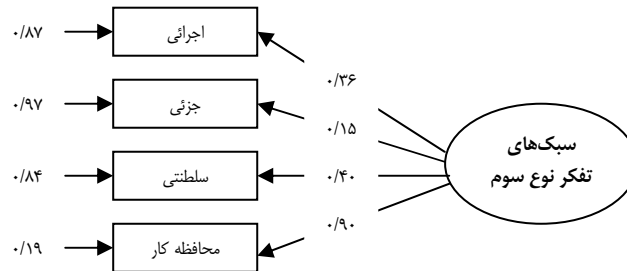 ۰/۸۷
اجرائی
۰/۳۶
۰/۹۷
جزئی
۰/۱۵
سبک‌های
تفکر نوع سوم
۰/۸۴
سلطنتی
۰/۴۰
۰/۹۰
۰/۱۹
محافظه کار